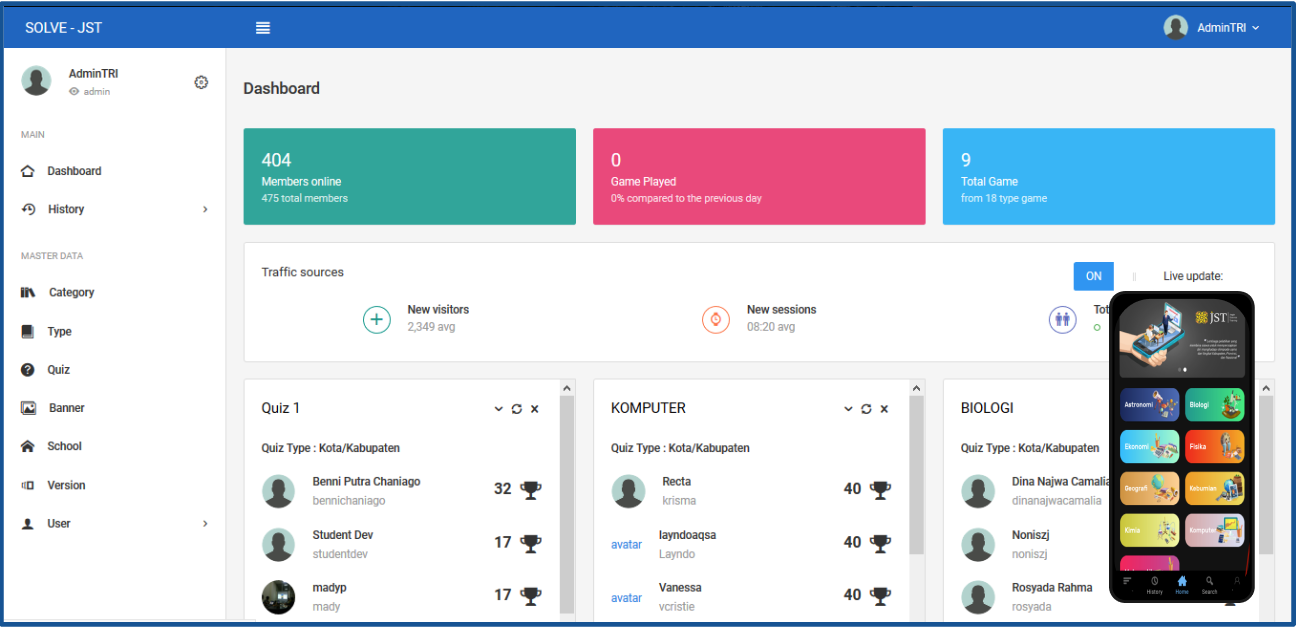 SOLVE - JST
AdminTRI
AdminTRI
admin
MAIN
Dashboard
History
MASTER DATA
Category
Type
Quiz
Banner
School
Version
User
Dashboard
404
Members online
475 total members
0
Game Played
0% compared to the previous day
9
Total Game
from 18 type game
Traffic sources
ON
Live update:
New visitors
2,349 avg
New sessions
08:20 avg
Tot
Quiz 1
Quiz Type : Kota/Kabupaten
Benni Putra Chaniago
bennichaniago
32
Student Dev
studentdev
17
madyp
mady
17
KOMPUTER
Quiz Type : Kota/Kabupaten
Recta
krisma
40
avatar
layndoaqsa
Layndo
40
avatar
Vanessa
vcristie
40
BIOLOGI
Quiz Type : Kota/Kabupaten
Dina Najwa Camalia
dinanajwacamalia
Noniszj
noniszj
Rosyada Rahma
rosyada
JST
Astronomi
Biologi
Ekonomi
Fisika
Geografi
Kebumian
Kimia
Komputer
History
Home
Search